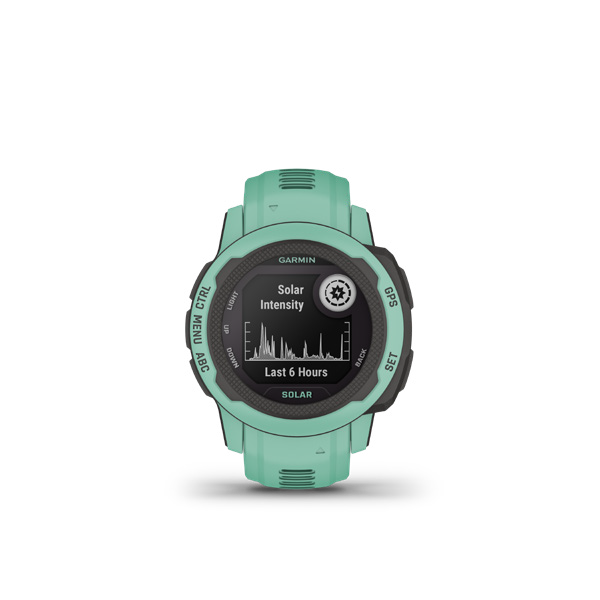 GARMIN
Solar
Intensity
Last 6 Hours
SOLAR
LIGHT
UP
DOWN
BACK
CTRL
MENU
ABC
GPS
SET